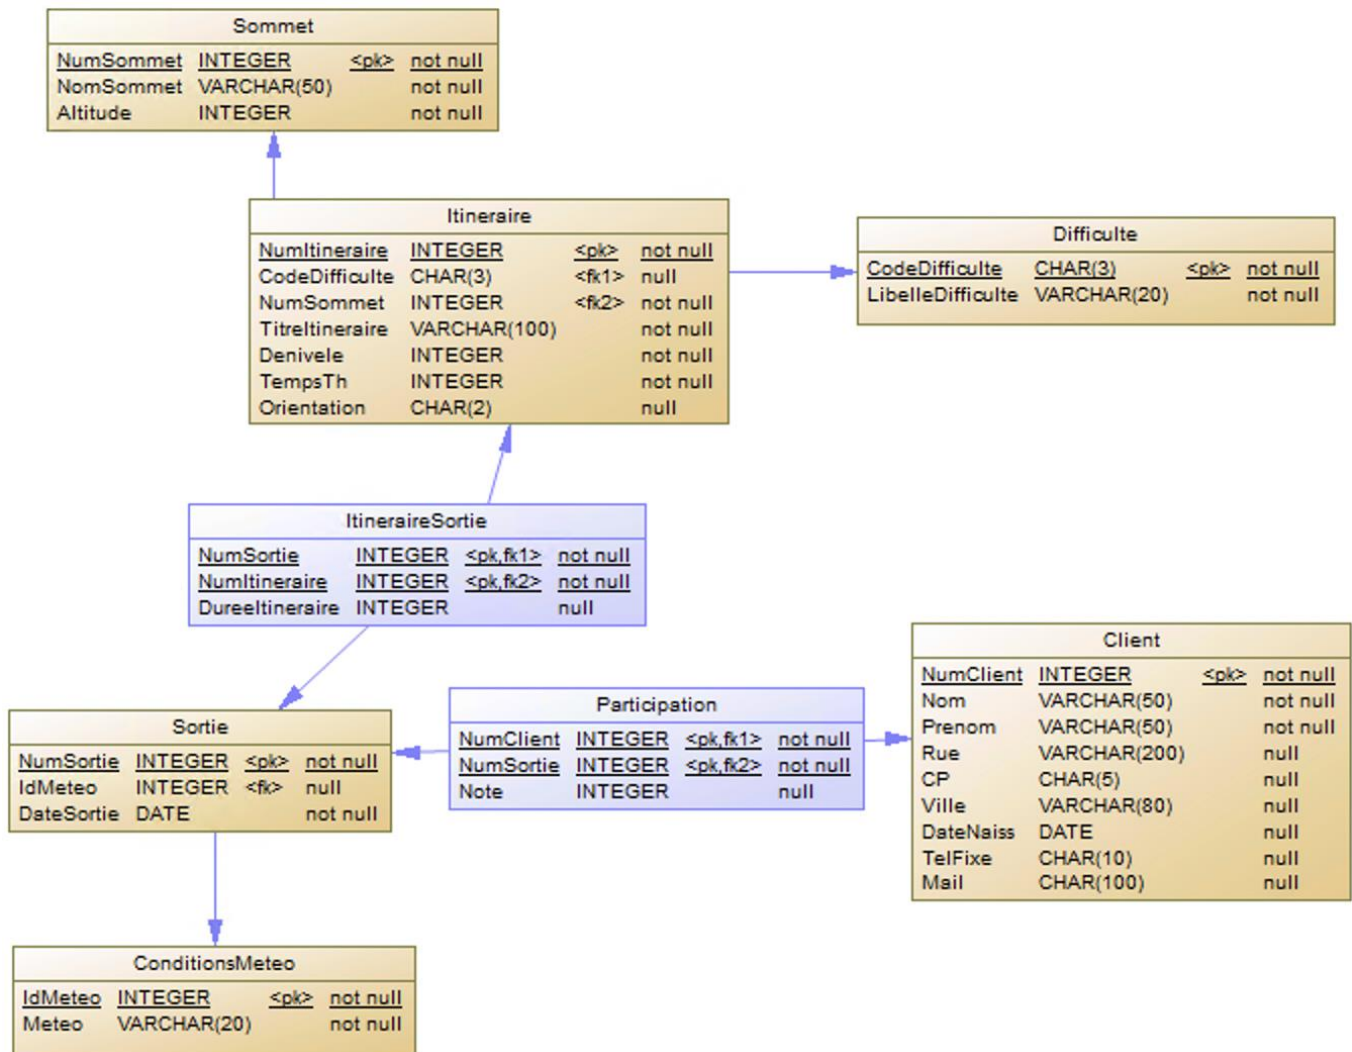 Sommet
NumSommet INTEGER <pk> not null
NomSommet VARCHAR(50) not null
Altitude INTEGER not null
Itineraire
NumItineraire INTEGER <pk> not null
CodeDifficulte CHAR(3) <fk1> null
NumSommet INTEGER <fk2> not null
TitreItineraire VARCHAR(100) not null
Denivele INTEGER not null
TempsTh INTEGER not null
Orientation CHAR(2) null
Difficulte
CodeDifficulte CHAR(3) <pk> not null
LibelleDifficulte VARCHAR(20) not null
ItineraireSortie
NumSortie INTEGER <pk,fk1> not null
NumItineraire INTEGER <pk,fk2> not null
DureeItineraire INTEGER null
Client
NumClient INTEGER <pk> not null
Nom VARCHAR(50) not null
Prenom VARCHAR(50) not null
Rue VARCHAR(200) null
CP CHAR(5) null
Ville VARCHAR(80) null
DateNaiss DATE null
TelFixe CHAR(10) null
Mail CHAR(100) null
Participation
NumClient INTEGER <pk,fk1> not null
NumSortie INTEGER <pk,fk2> not null
Note INTEGER null
Sortie
NumSortie INTEGER <pk> not null
IdMeteo INTEGER <fk> null
DateSortie DATE not null
ConditionsMeteo
IdMeteo INTEGER <pk> not null
Meteo VARCHAR(20) not null